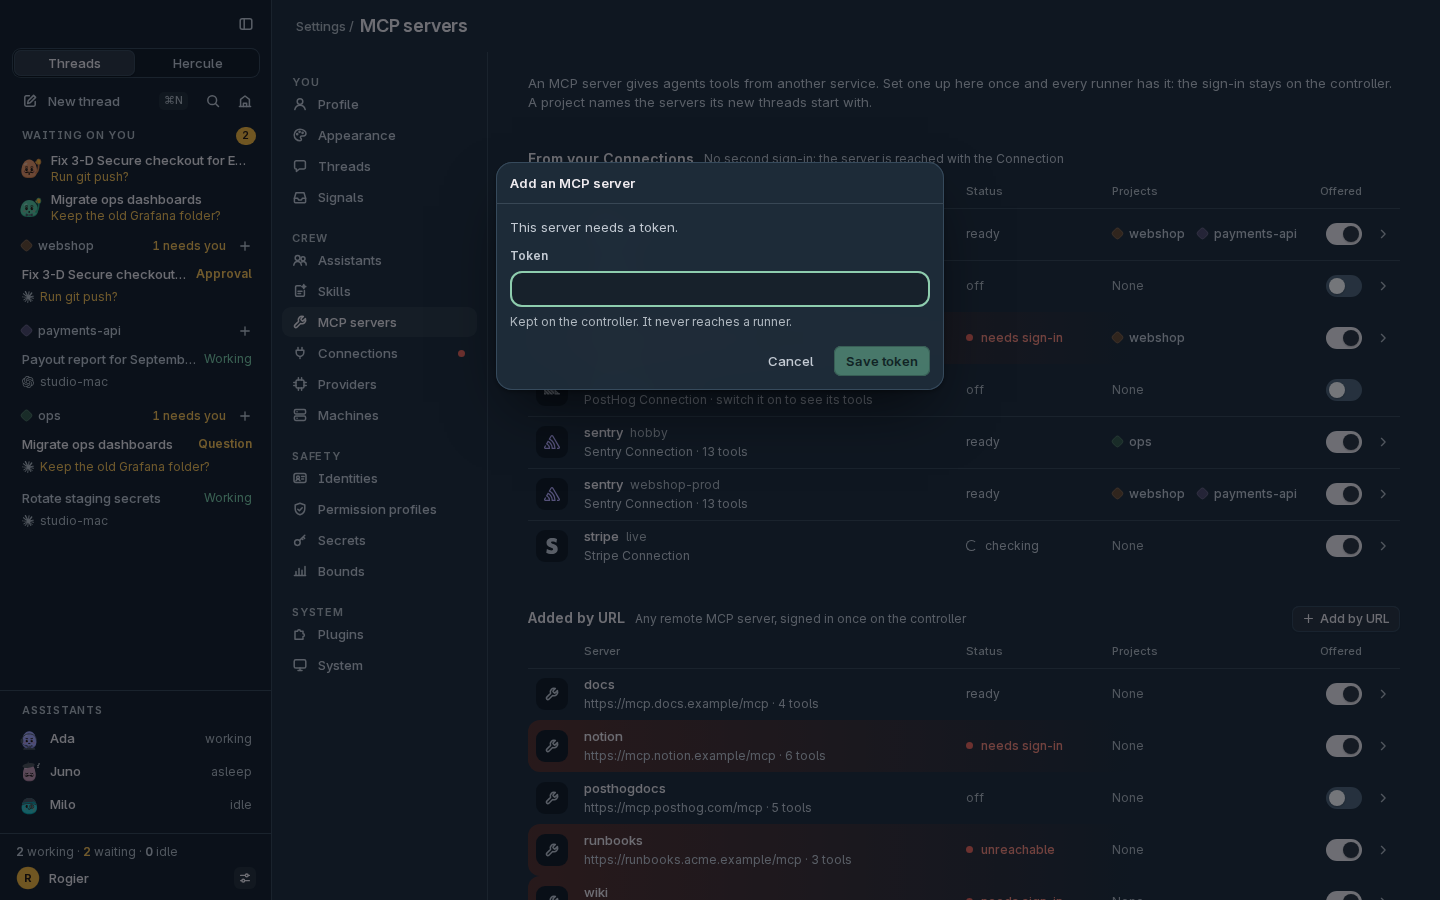 Threads
Hercule
New thread
⌘N
WAITING ON YOU
2
Fix 3-D Secure checkout for E…
Run git push?
Migrate ops dashboards
Keep the old Grafana folder?
webshop
1 needs you
Fix 3-D Secure checkout…
Approval
Run git push?
payments-api
Payout report for Septemb…
Working
studio-mac
ops
1 needs you
Migrate ops dashboards
Question
Keep the old Grafana folder?
Rotate staging secrets
Working
studio-mac
ASSISTANTS
Ada
working
Juno
asleep
Milo
idle
2 working · 2 waiting · 0 idle
R
Rogier
Settings /
MCP servers
YOU
Profile
Appearance
Threads
Signals
CREW
Assistants
Skills
MCP servers
Connections
Providers
Machines
SAFETY
Identities
Permission profiles
Secrets
Bounds
SYSTEM
Plugins
System
An MCP server gives agents tools from another service. Set one up here once and every runner has it: the sign-in stays on the controller.
A project names the servers its new threads start with.
From your Connections
No second sign-in: the server is reached with the Connection
Status
Projects
Offered
ready
webshop
payments-api
off
None
needs sign-in
webshop
off
None
PostHog Connection · switch it on to see its tools
Add an MCP server
This server needs a token.
Token
Kept on the controller. It never reaches a runner.
Cancel
Save token
sentry hobby
Sentry Connection · 13 tools
ready
ops
sentry webshop-prod
Sentry Connection · 13 tools
ready
webshop
payments-api
S
stripe live
Stripe Connection
checking
None
Added by URL
Any remote MCP server, signed in once on the controller
Add by URL
Server
Status
Projects
Offered
docs
https://mcp.docs.example/mcp · 4 tools
ready
None
notion
https://mcp.notion.example/mcp · 6 tools
needs sign-in
None
posthogdocs
https://mcp.posthog.com/mcp · 5 tools
off
None
runbooks
https://runbooks.acme.example/mcp · 3 tools
unreachable
None
wiki